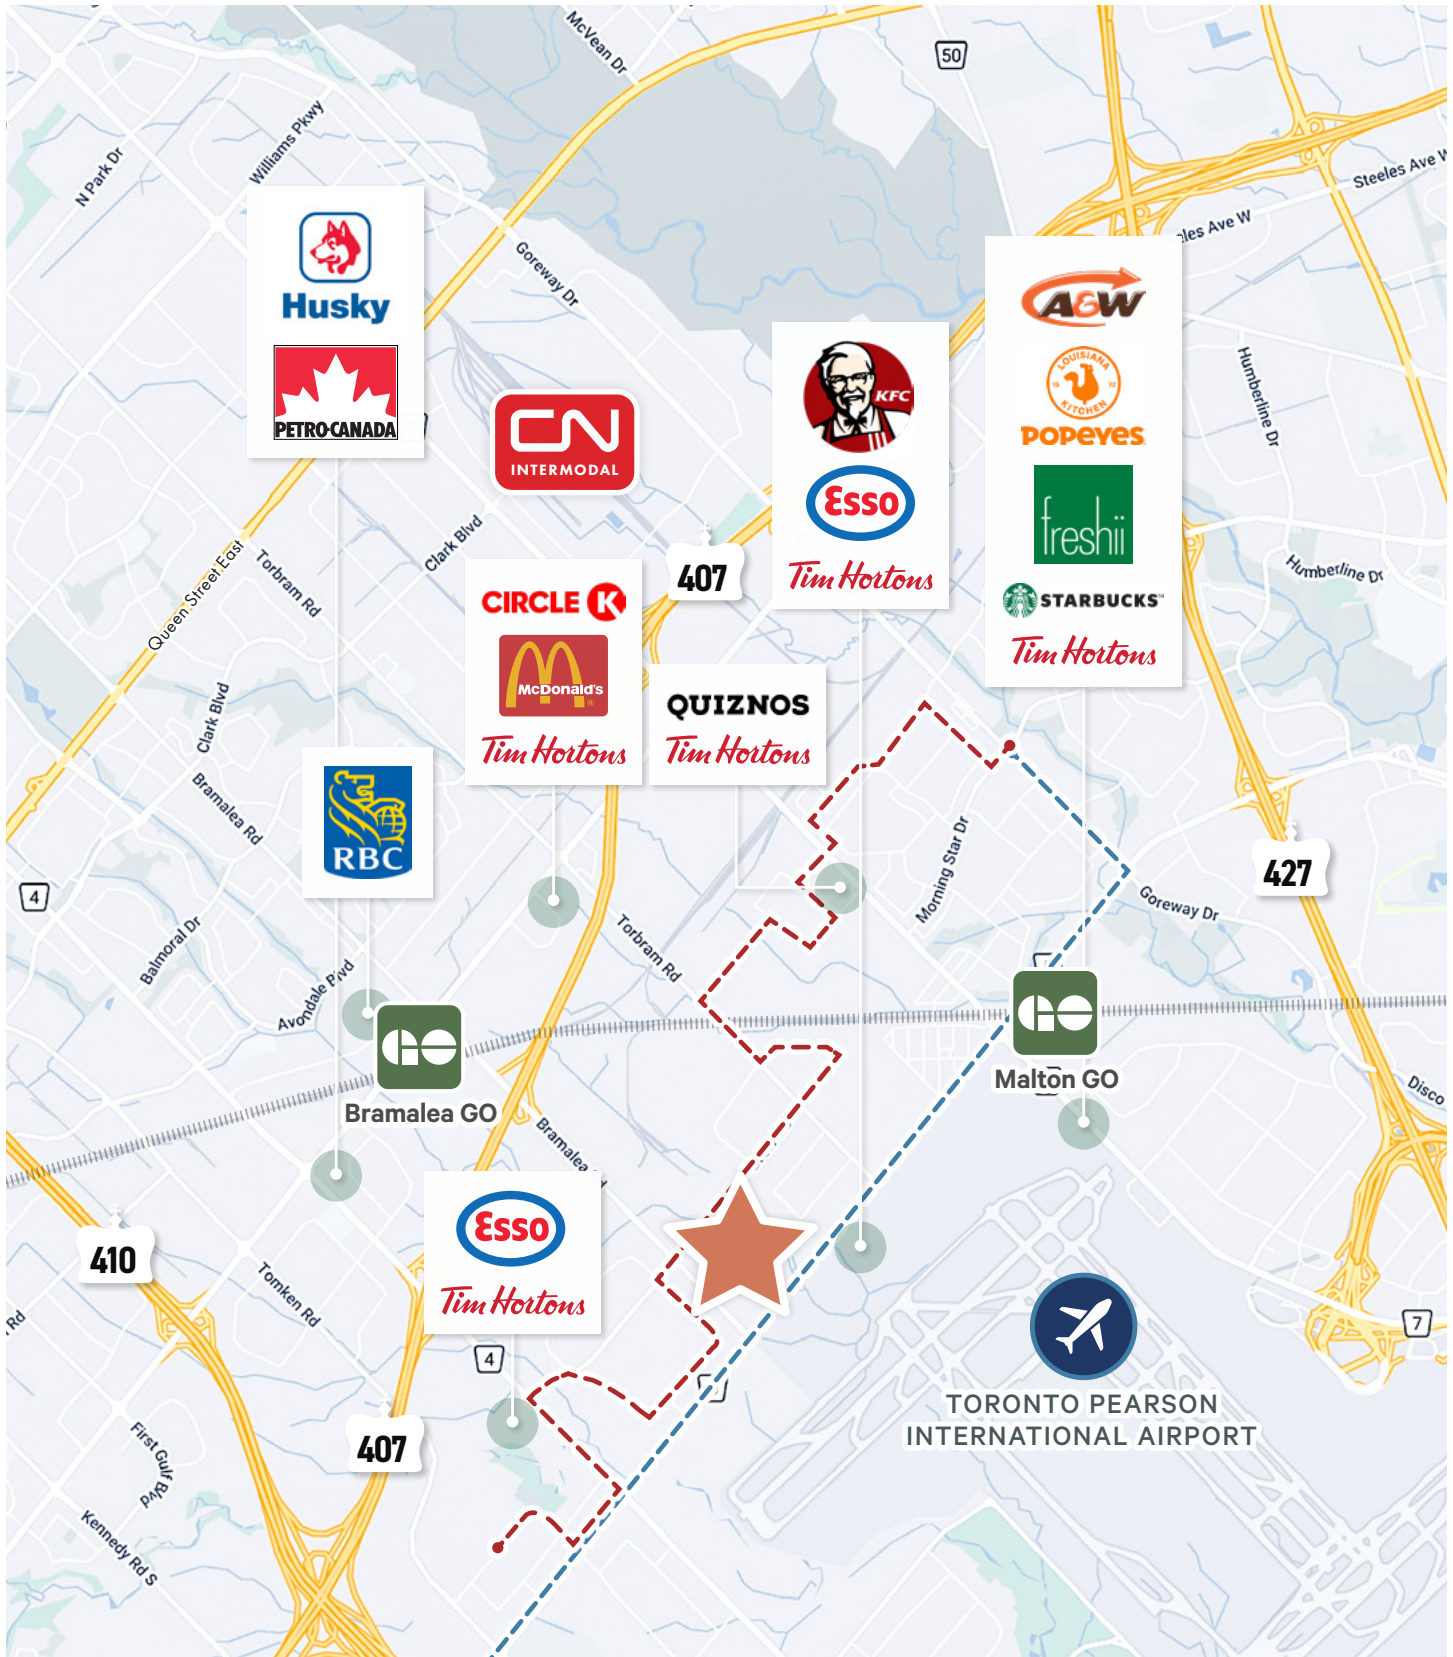 McVean Dr
50
Williams Pkwy
N Park Dr
Steeles Ave W
eles Ave W
Goreway Dr
Husky
PETRO-CANADA
A&W
LOUISIANA
KITCHEN
POPEYES
freshii
STARBUCKS
Tim Hortons
Humberline Dr
KFC
Esso
Tim Hortons
CN
INTERMODAL
Clark Blvd
407
Humberline Dr
Queen Street East
Torbram Rd
CIRCLE K
McDonald's
Tim Hortons
QUIZNOS
Tim Hortons
Clark Blvd
Bramalea Rd
RBC
Morning Star Dr
427
4
Goreway Dr
Balmoral Dr
Torbram Rd
Avondale Blvd
GO
Bramalea GO
GO
Malton GO
Disco
Bramalea
Esso
Tim Hortons
410
Tomken Rd
Rd
4
7
TORONTO PEARSON
INTERNATIONAL AIRPORT
407
First Gulf Blvd
Kennedy Rd S